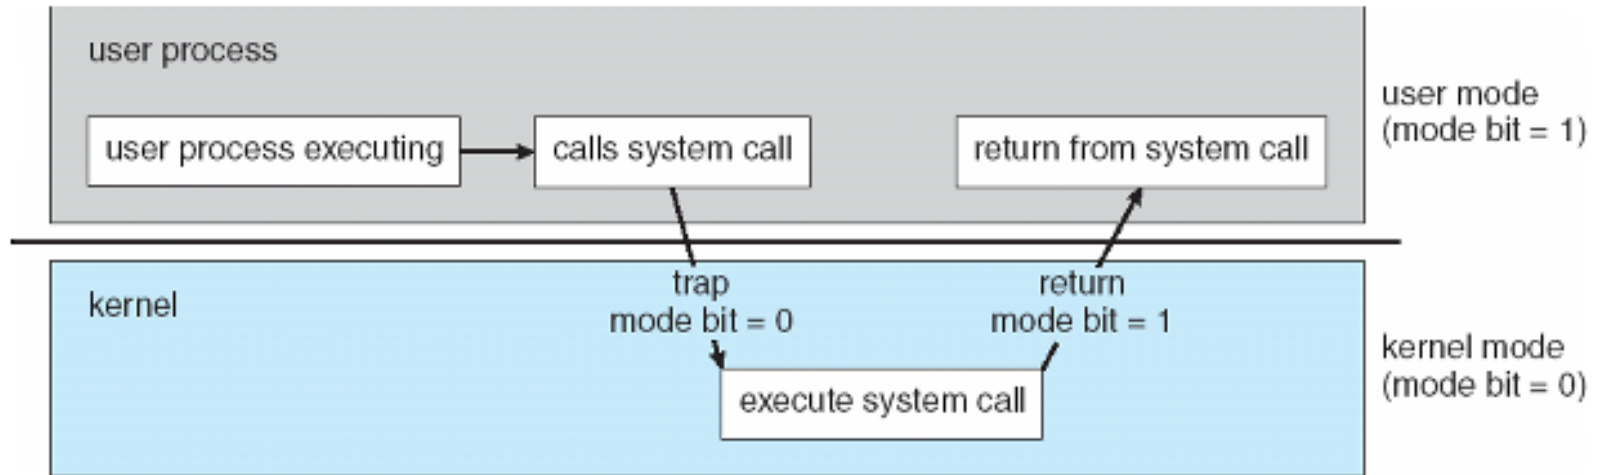 user process
user process executing
calls system call
return from system call
user mode
(mode bit = 1)
kernel
trap
mode bit = 0
return
mode bit = 1
execute system call
kernel mode
(mode bit = 0)